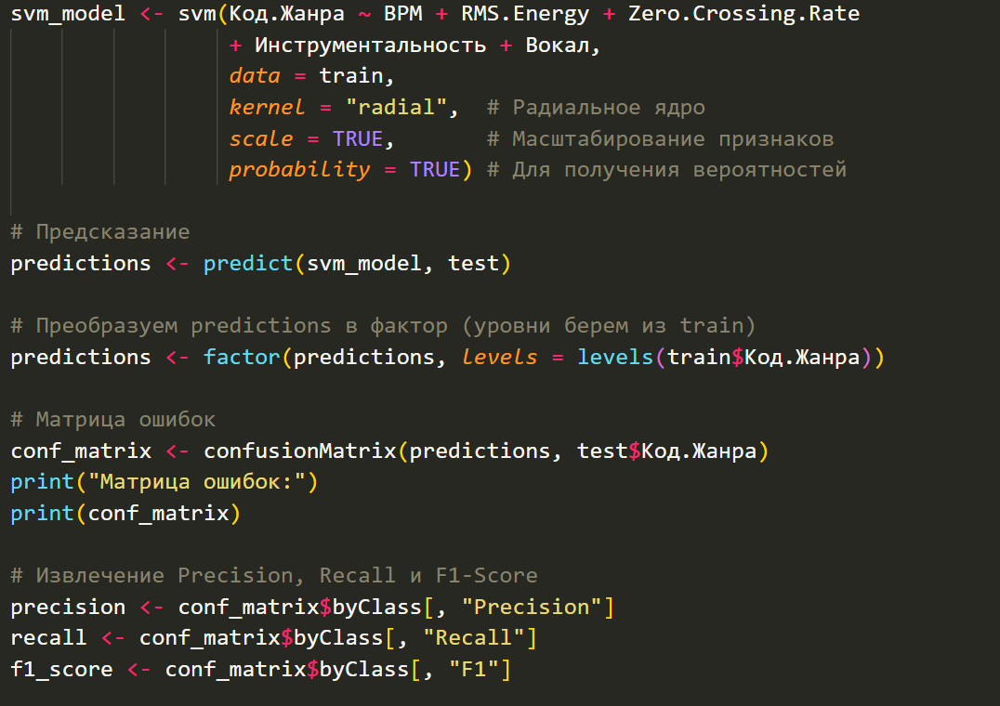 svm_model <- svm(Код.Жанра ~ BPM + RMS.Energy + Zero.Crossing.Rate
+ Инструментальность + Вокал,
data = train,
kernel = "radial",  # Радиальное ядро
scale = TRUE,       # Масштабирование признаков
probability = TRUE) # Для получения вероятностей
# Предсказание
predictions <- predict(svm_model, test)
# Преобразуем predictions в фактор (уровни берем из train)
predictions <- factor(predictions, levels = levels(train$Код.Жанра))
# Матрица ошибок
conf_matrix <- confusionMatrix(predictions, test$Код.Жанра)
print("Матрица ошибок:")
print(conf_matrix)
# Извлечение Precision, Recall и F1-Score
precision <- conf_matrix$byClass[, "Precision"]
recall <- conf_matrix$byClass[, "Recall"]
f1_score <- conf_matrix$byClass[, "F1"]